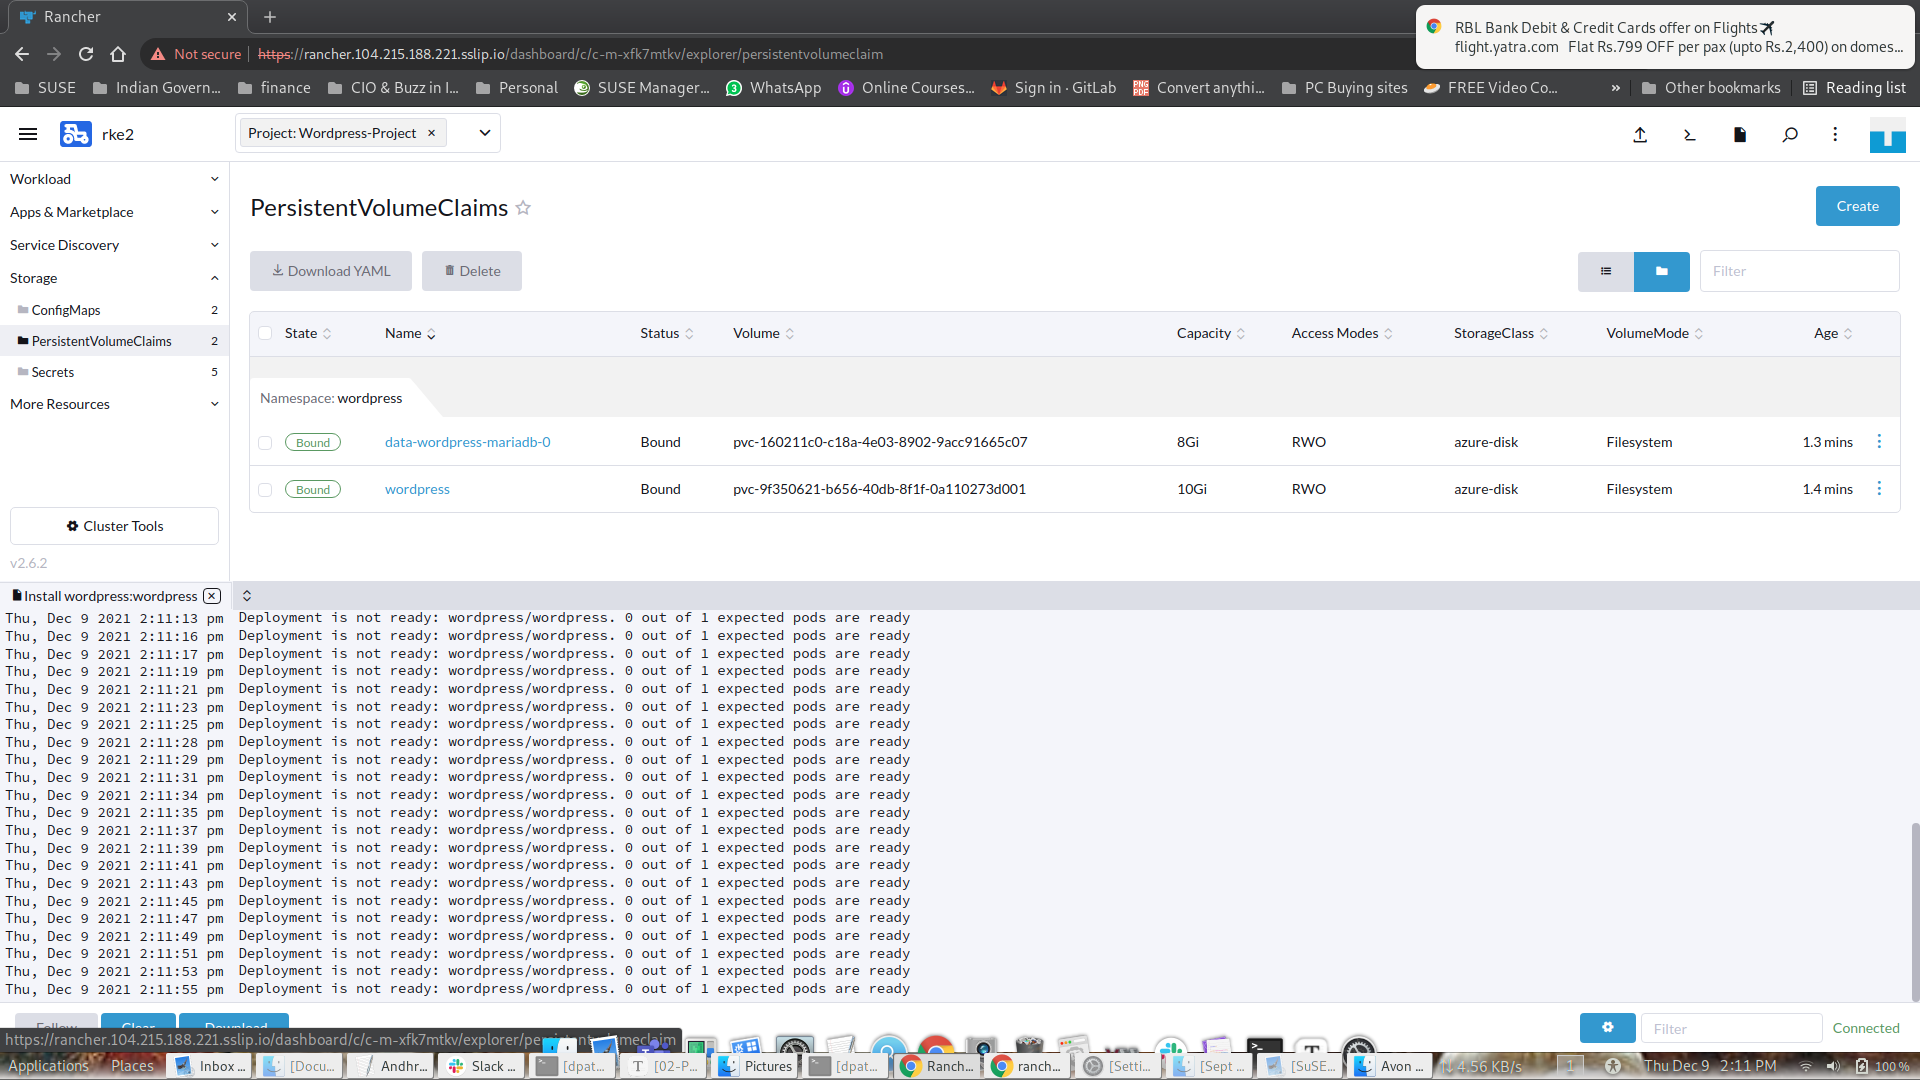 Rancher
RBL Bank Debit & Credit Cards offer on Flights✈
flight.yatra.com Flat Rs.799 OFF per pax (upto Rs.2,400) on domes...
Not secure https://rancher.104.215.188.221.sslip.io/dashboard/c/c-m-xfk7mtkv/explorer/persistentvolumeclaim
SUSE Indian Govern... finance CIO & Buzz in I... Personal SUSE Manager... WhatsApp Online Courses... Sign in · GitLab Convert anythi... PC Buying sites FREE Video Co... » Other bookmarks Reading list
rke2 Project: Wordpress-Project ×
Workload
Apps & Marketplace
Service Discovery
Storage
ConfigMaps 2
PersistentVolumeClaims 2
Secrets 5
More Resources
Cluster Tools
v2.6.2
PersistentVolumeClaims
Create
Download YAML Delete Filter
State Name Status Volume Capacity Access Modes StorageClass VolumeMode Age
Namespace: wordpress
Bound data-wordpress-mariadb-0 Bound pvc-160211c0-c18a-4e03-8902-9acc91665c07 8Gi RWO azure-disk Filesystem 1.3 mins
Bound wordpress Bound pvc-9f350621-b656-40db-8f1f-0a110273d001 10Gi RWO azure-disk Filesystem 1.4 mins
Install wordpress:wordpress
Thu, Dec 9 2021 2:11:13 pm Deployment is not ready: wordpress/wordpress. 0 out of 1 expected pods are ready
Thu, Dec 9 2021 2:11:16 pm Deployment is not ready: wordpress/wordpress. 0 out of 1 expected pods are ready
Thu, Dec 9 2021 2:11:17 pm Deployment is not ready: wordpress/wordpress. 0 out of 1 expected pods are ready
Thu, Dec 9 2021 2:11:19 pm Deployment is not ready: wordpress/wordpress. 0 out of 1 expected pods are ready
Thu, Dec 9 2021 2:11:21 pm Deployment is not ready: wordpress/wordpress. 0 out of 1 expected pods are ready
Thu, Dec 9 2021 2:11:23 pm Deployment is not ready: wordpress/wordpress. 0 out of 1 expected pods are ready
Thu, Dec 9 2021 2:11:25 pm Deployment is not ready: wordpress/wordpress. 0 out of 1 expected pods are ready
Thu, Dec 9 2021 2:11:28 pm Deployment is not ready: wordpress/wordpress. 0 out of 1 expected pods are ready
Thu, Dec 9 2021 2:11:29 pm Deployment is not ready: wordpress/wordpress. 0 out of 1 expected pods are ready
Thu, Dec 9 2021 2:11:31 pm Deployment is not ready: wordpress/wordpress. 0 out of 1 expected pods are ready
Thu, Dec 9 2021 2:11:34 pm Deployment is not ready: wordpress/wordpress. 0 out of 1 expected pods are ready
Thu, Dec 9 2021 2:11:35 pm Deployment is not ready: wordpress/wordpress. 0 out of 1 expected pods are ready
Thu, Dec 9 2021 2:11:37 pm Deployment is not ready: wordpress/wordpress. 0 out of 1 expected pods are ready
Thu, Dec 9 2021 2:11:39 pm Deployment is not ready: wordpress/wordpress. 0 out of 1 expected pods are ready
Thu, Dec 9 2021 2:11:41 pm Deployment is not ready: wordpress/wordpress. 0 out of 1 expected pods are ready
Thu, Dec 9 2021 2:11:43 pm Deployment is not ready: wordpress/wordpress. 0 out of 1 expected pods are ready
Thu, Dec 9 2021 2:11:45 pm Deployment is not ready: wordpress/wordpress. 0 out of 1 expected pods are ready
Thu, Dec 9 2021 2:11:47 pm Deployment is not ready: wordpress/wordpress. 0 out of 1 expected pods are ready
Thu, Dec 9 2021 2:11:49 pm Deployment is not ready: wordpress/wordpress. 0 out of 1 expected pods are ready
Thu, Dec 9 2021 2:11:51 pm Deployment is not ready: wordpress/wordpress. 0 out of 1 expected pods are ready
Thu, Dec 9 2021 2:11:53 pm Deployment is not ready: wordpress/wordpress. 0 out of 1 expected pods are ready
Thu, Dec 9 2021 2:11:55 pm Deployment is not ready: wordpress/wordpress. 0 out of 1 expected pods are ready
Follow Clear Download Filter Connected
https://rancher.104.215.188.221.sslip.io/dashboard/c/c-m-xfk7mtkv/explorer/pe
Applications Places Inbox ... [Docu... Andhr... Slack ... [dpat... [02-P... Pictures [dpat... Ranch... ranch... [Setti... [Sept ... [SuSE... Avon ... 4.56 KB/s 1 Thu Dec 9 2:11 PM 100 %